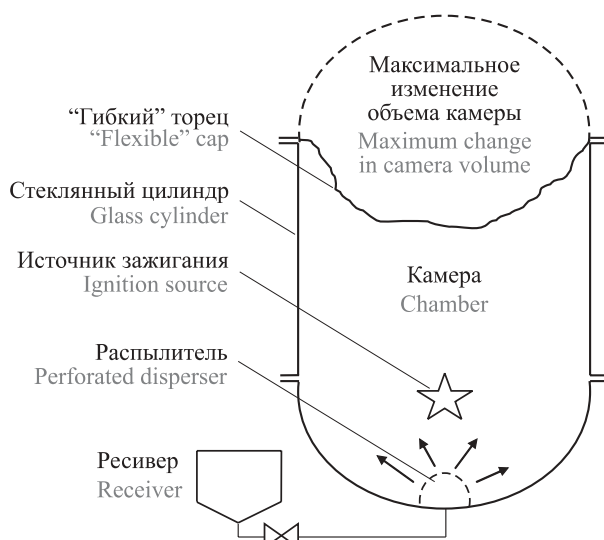 Максимальное
изменение
объема камеры
Maximum change
in camera volume
“Гибкий” торец
“Flexible” cap
Стеклянный цилиндр
Glass cylinder
Источник зажигания
Ignition source
Камера
Chamber
Распылитель
Perforated disperser
Ресивер
Receiver